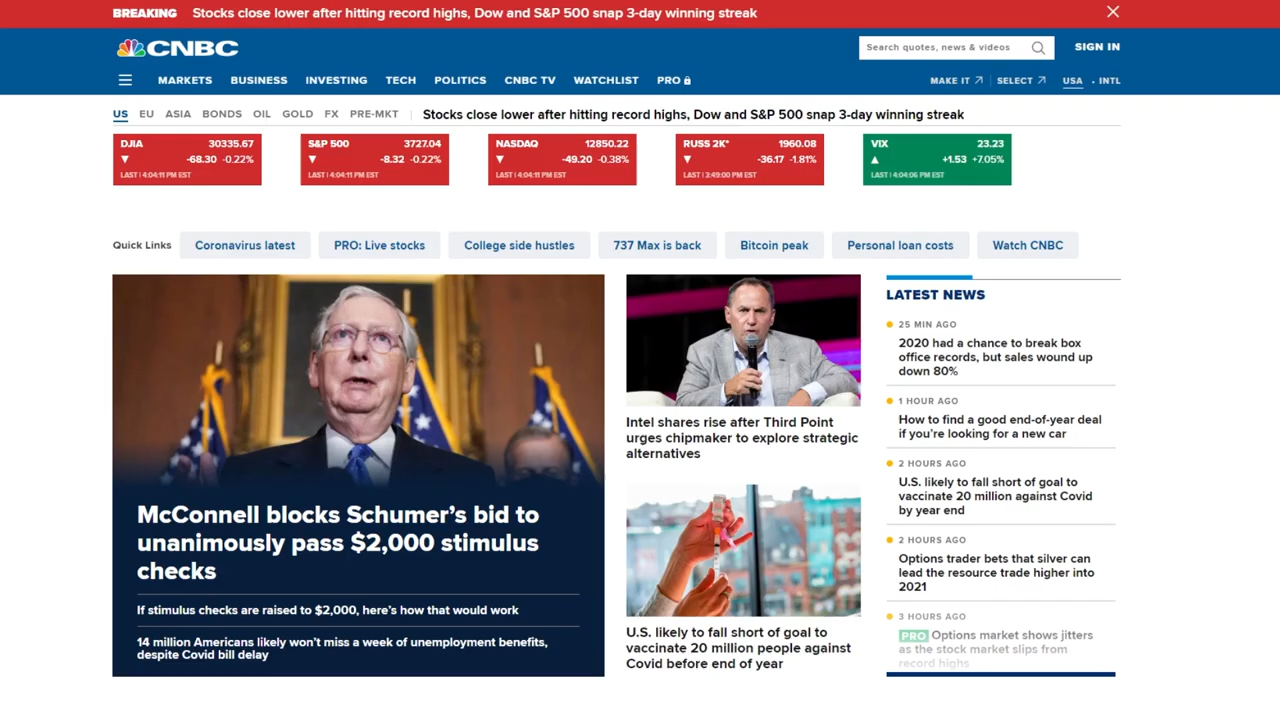 BREAKING Stocks close lower after hitting record highs, Dow and S&P 500 snap 3-day winning streak
CNBC
Search quotes, news & videos
SIGN IN
MARKETS BUSINESS INVESTING TECH POLITICS CNBC TV WATCHLIST PRO
MAKE IT SELECT USA • INTL
US EU ASIA BONDS OIL GOLD FX PRE-MKT
Stocks close lower after hitting record highs, Dow and S&P 500 snap 3-day winning streak
DJIA 30335.67
▼ -68.30 -0.22%
LAST | 4:04:11 PM EST
S&P 500 3727.04
▼ -8.32 -0.22%
LAST | 4:04:11 PM EST
NASDAQ 12850.22
▼ -49.20 -0.38%
LAST | 4:04:11 PM EST
RUSS 2K* 1960.08
▼ -36.17 -1.81%
LAST | 3:49:00 PM EST
VIX 23.23
▲ +1.53 +7.05%
LAST | 4:04:06 PM EST
Quick Links Coronavirus latest PRO: Live stocks College side hustles 737 Max is back Bitcoin peak Personal loan costs Watch CNBC
McConnell blocks Schumer's bid to
unanimously pass $2,000 stimulus
checks
If stimulus checks are raised to $2,000, here's how that would work
14 million Americans likely won't miss a week of unemployment benefits,
despite Covid bill delay
Intel shares rise after Third Point
urges chipmaker to explore strategic
alternatives
U.S. likely to fall short of goal to
vaccinate 20 million people against
Covid before end of year
LATEST NEWS
25 MIN AGO
2020 had a chance to break box
office records, but sales wound up
down 80%
1 HOUR AGO
How to find a good end-of-year deal
if you're looking for a new car
2 HOURS AGO
U.S. likely to fall short of goal to
vaccinate 20 million against Covid
by year end
2 HOURS AGO
Options trader bets that silver can
lead the resource trade higher into
2021
3 HOURS AGO
PRO Options market shows jitters
as the stock market slips from
record highs